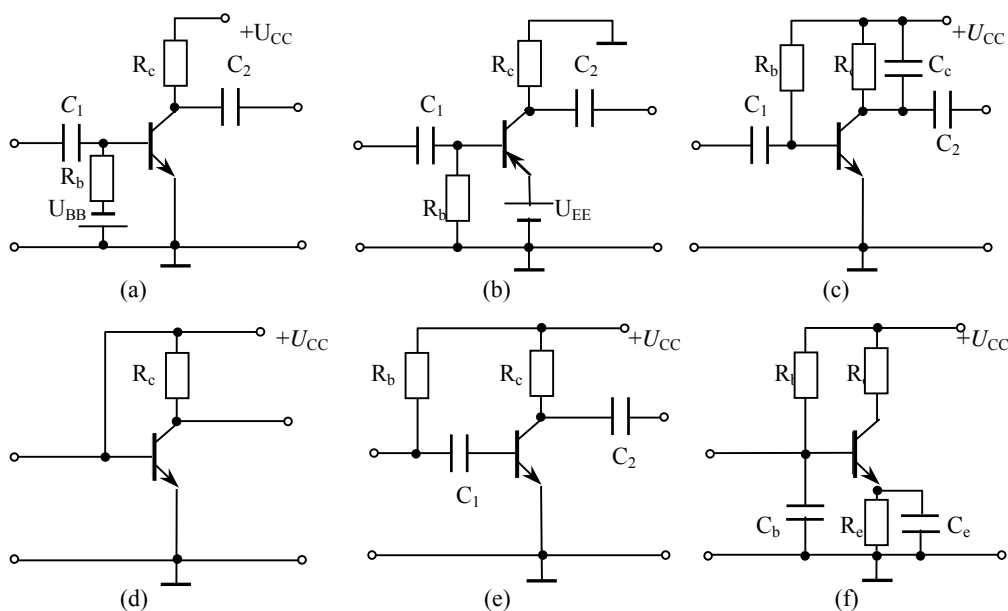 +U_CC
R_c
C_2
C_1
R_b
U_BB
(a)
R_c
C_2
C_1
R_b
U_EE
(b)
+U_CC
R_b
C_c
C_1
C_2
(c)
+U_CC
R_c
(d)
+U_CC
R_b
R_c
C_1
C_2
(e)
+U_CC
C_b
R_e
C_e
(f)